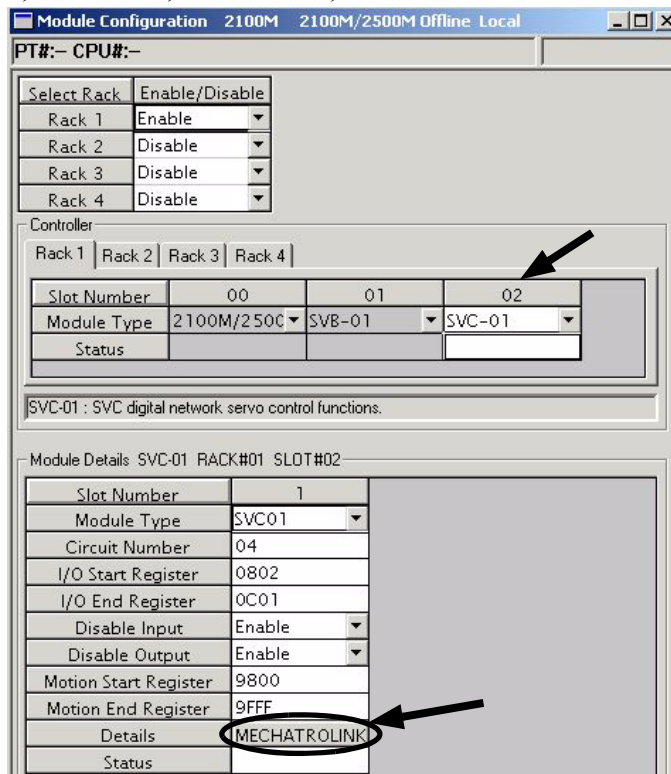 Module Configuration 2100M 2100M/2500M Offline Local
PT#:– CPU#:–
Select Rack Enable/Disable
Rack 1 Enable
Rack 2 Disable
Rack 3 Disable
Rack 4 Disable
Controller
Rack 1 Rack 2 Rack 3 Rack 4
Slot Number 00 01 02
Module Type 2100M/250C SVB-01 SVC-01
Status
SVC-01 : SVC digital network servo control functions.
Module Details SVC-01 RACK#01 SLOT#02
Slot Number 1
Module Type SVC01
Circuit Number 04
I/O Start Register 0802
I/O End Register 0C01
Disable Input Enable
Disable Output Enable
Motion Start Register 9800
Motion End Register 9FFF
Details MECHATROLINK
Status